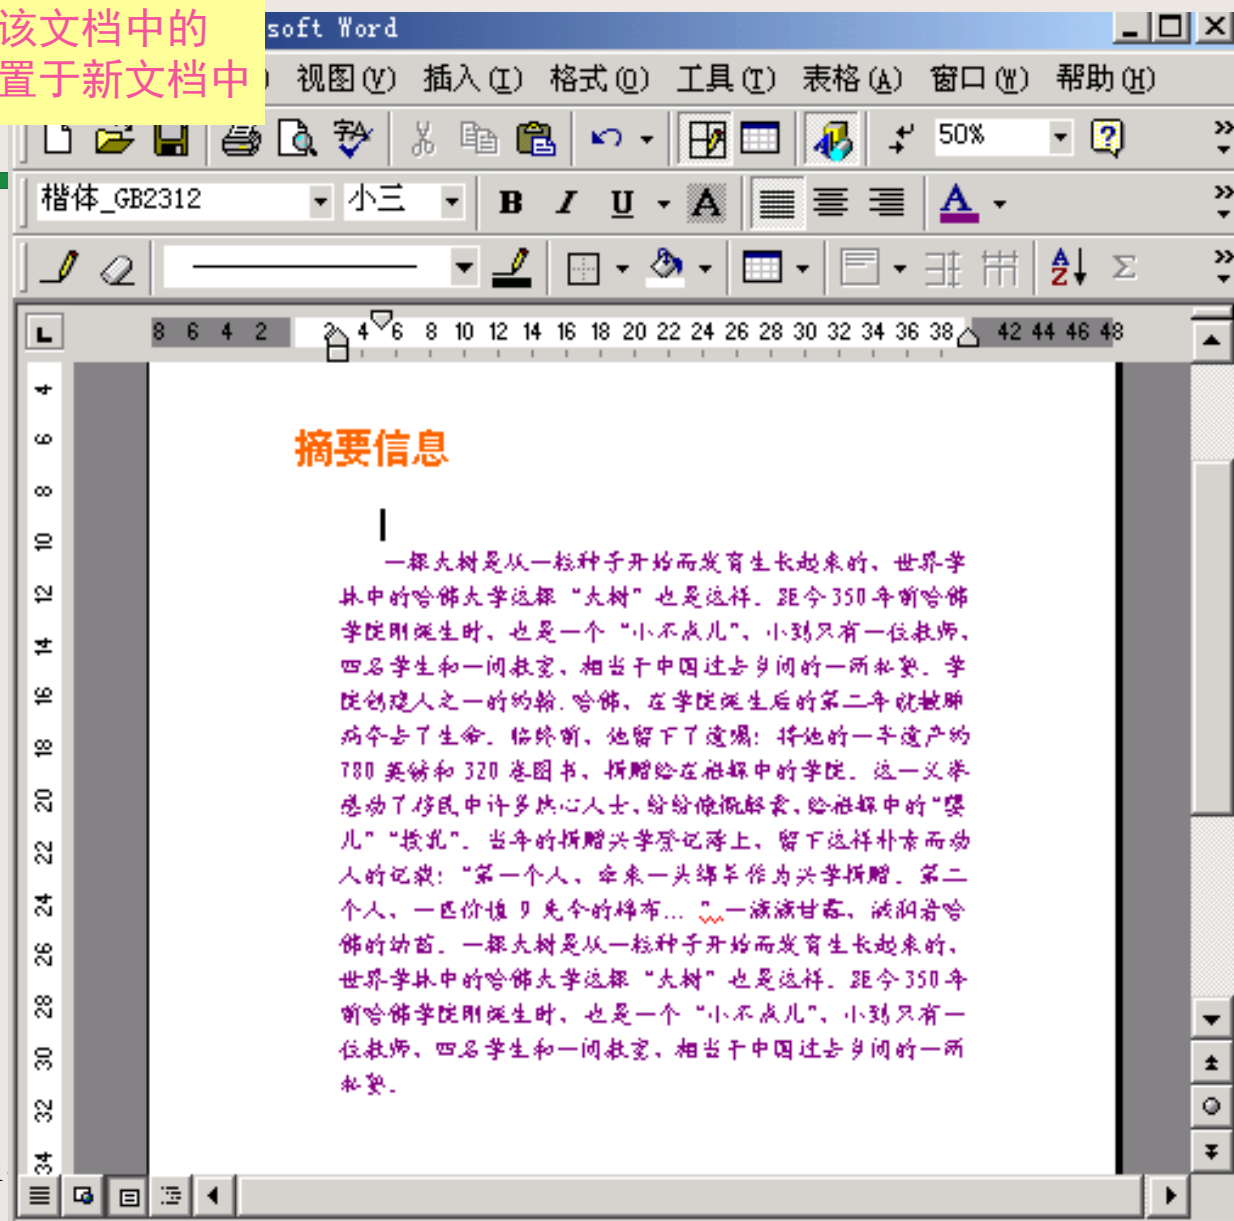 该文档中的
置于新文档中
soft Word
视图(V) 插入(I) 格式(O) 工具(T) 表格(A) 窗口(W) 帮助(H)
50%
楷体_GB2312 小三 B I U A A
8 6 4 2 2 4 6 8 10 12 14 16 18 20 22 24 26 28 30 32 34 36 38 42 44 46 48
4
6
8
10
12
14
16
18
20
22
24
26
28
30
32
34
摘要信息
一棵大树是从一粒种子开始而发育生长起来的，世界学
林中的哈佛大学这棵“大树”也是这样。距今350年前哈佛
学院刚诞生时，也是一个“小不点儿”，小到只有一位教师，
四名学生和一间教室，相当于中国过去乡间的一所私塾。学
院创建人之一的约翰.哈佛，在学院诞生后的第二年就被肺
病夺去了生命。临终前，他留下了遗嘱：将他的一半遗产约
780英镑和320卷图书，捐赠给在襁褓中的学院。这一义举
感动了移民中许多热心人士，纷纷慷慨解囊，给襁褓中的“婴
儿”“授乳”。当年的捐赠兴学登记簿上，留下这样朴素而动
人的记载：“第一个人，牵来一头绵羊作为兴学捐赠。第二
个人，一匹价值9先令的棉布…”一滴滴甘露，滋润着哈
佛的幼苗。一棵大树是从一粒种子开始而发育生长起来的，
世界学林中的哈佛大学这棵“大树”也是这样。距今350年
前哈佛学院刚诞生时，也是一个“小不点儿”，小到只有一
位教师，四名学生和一间教室，相当于中国过去乡间的一所
私塾。